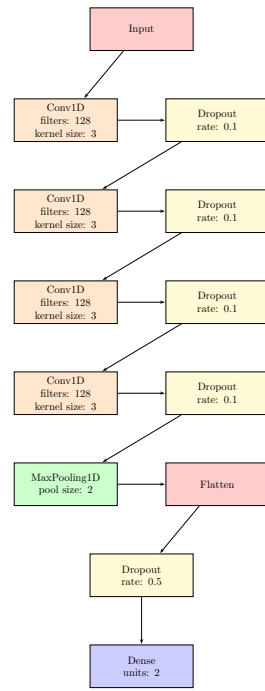 Input
Conv1D
filters: 128
kernel size: 3
Dropout
rate: 0.1
Conv1D
filters: 128
kernel size: 3
Dropout
rate: 0.1
Conv1D
filters: 128
kernel size: 3
Dropout
rate: 0.1
Conv1D
filters: 128
kernel size: 3
Dropout
rate: 0.1
MaxPooling1D
pool size: 2
Flatten
Dropout
rate: 0.5
Dense
units: 2